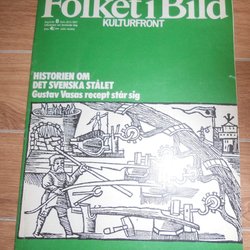 Folket i Bild
KULTURFRONT
HISTORIEN OM
DET SVENSKA STÅLET
Gustav Vasas recept står sig